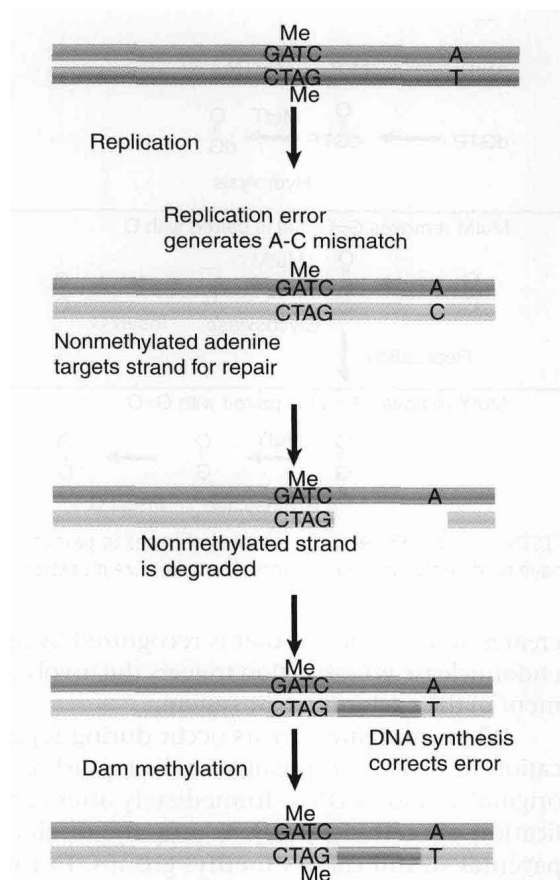 Me
GATC A
CTAG T
Me
Replication
Replication error
generates A-C mismatch
Me
GATC A
CTAG C
Nonmethylated adenine
targets strand for repair
Me
GATC A
CTAG
Nonmethylated strand
is degraded
Me
GATC A
CTAG T
DNA synthesis
corrects error
Dam methylation
Me
GATC A
CTAG T
Me